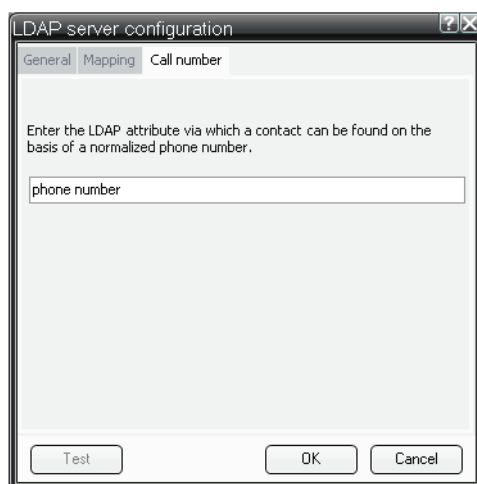 LDAP server configuration
General Mapping Call number
Enter the LDAP attribute via which a contact can be found on the
basis of a normalized phone number.
phone number
Test OK Cancel